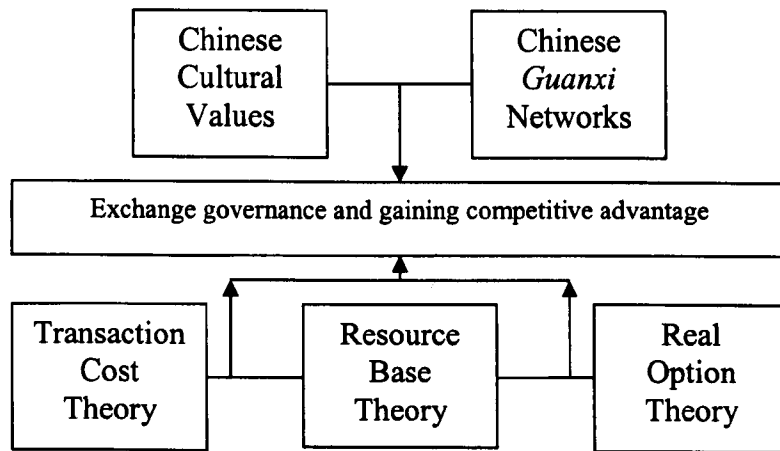 Chinese
Cultural
Values
Chinese
Guanxi
Networks
Exchange governance and gaining competitive advantage
Transaction
Cost
Theory
Resource
Base
Theory
Real
Option
Theory